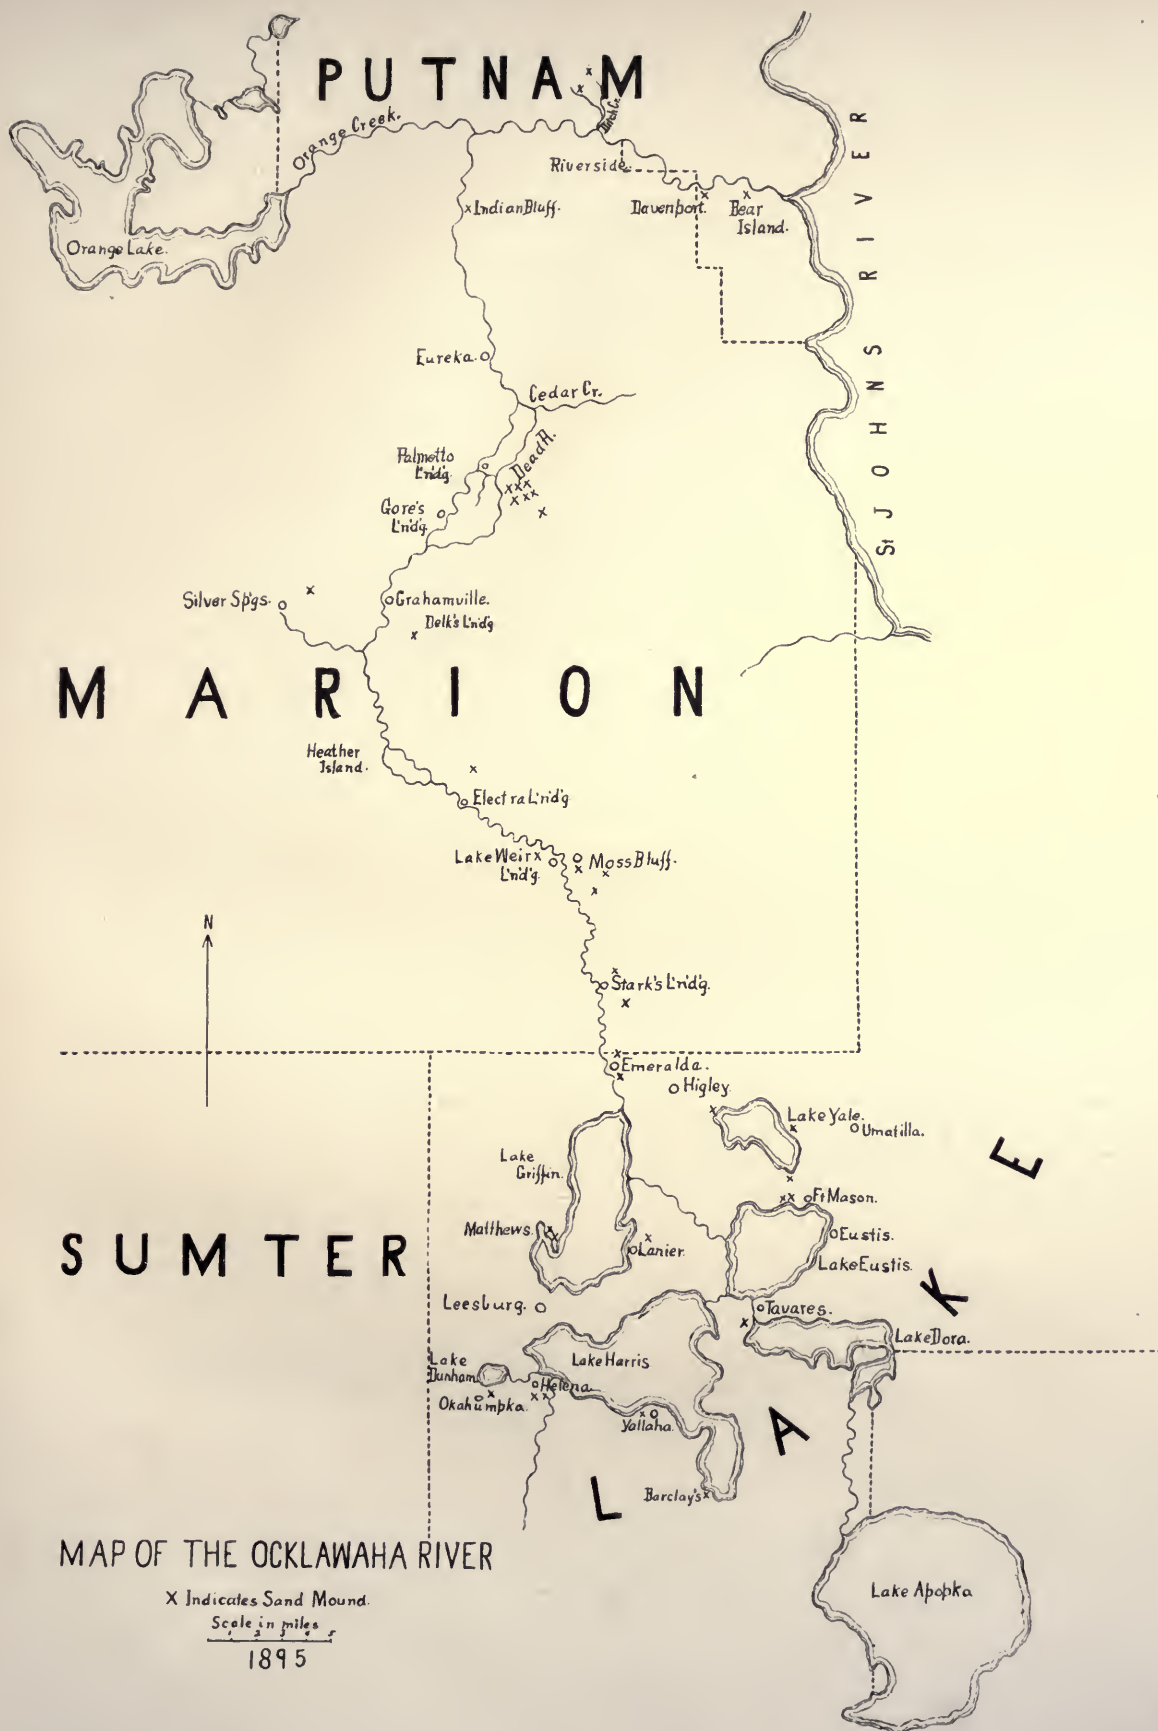 PUTNAM
Orange Creek.
Riverside.
Indian Bluff.
Davenport.
Bear
Island.
Orange Lake.
St JOHNS RIVER
Eureka.
Cedar Cr.
Dead R.
Palmetto
L'nd'g.
Gore's
L'nd'g.
Silver Sp'gs.
Grahamville.
Delk's L'nd'g
MARION
Heather
Island.
Electra L'nd'g
Lake Weir
L'nd'g.
Moss Bluff.
N
Stark's L'nd'g.
Emeralda.
Higley.
Lake Yale.
Umatilla.
Lake
Griffin.
Ft Mason.
Matthews.
Lanier.
Eustis.
Lake Eustis.
SUMTER
LAKE
Leesburg.
Tavares.
Lake Dora.
Lake
Dunham
Lake Harris
Helena.
Okahumpka.
Yallaha.
Barclay's
MAP OF THE OCKLAWAHA RIVER
X Indicates Sand Mound.
Scale in miles
1895
Lake Apopka